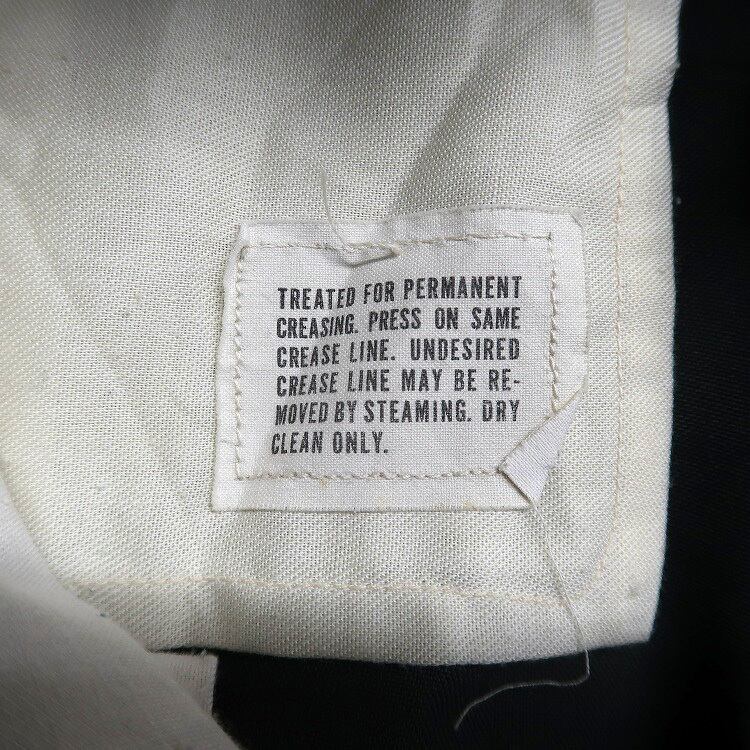 TREATED FOR PERMANENT
CREASING. PRESS ON SAME
CREASE LINE. UNDESIRED
CREASE LINE MAY BE RE-
MOVED BY STEAMING. DRY
CLEAN ONLY.